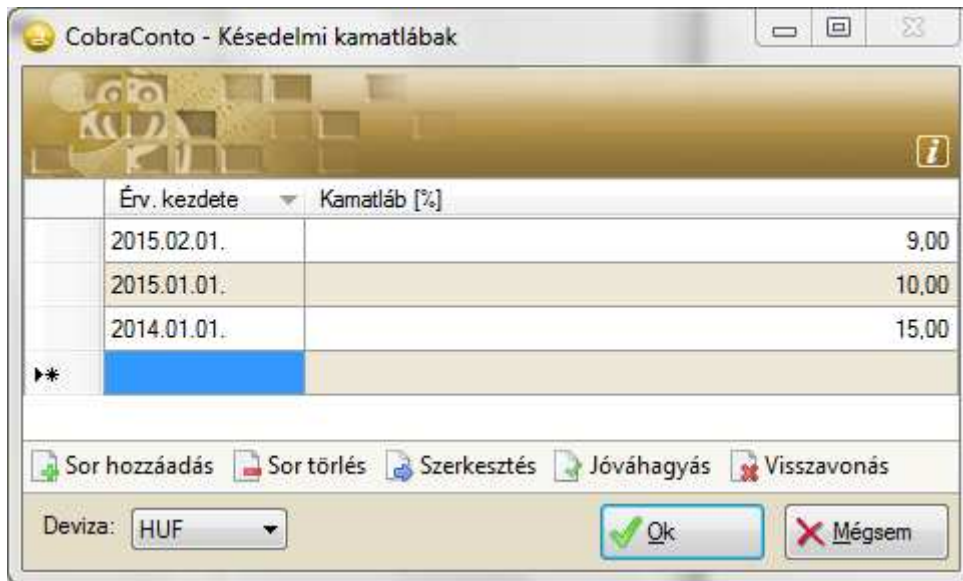 CobraConto - Késedelmi kamatlábak
Érv. kezdete Kamatláb [%]
2015.02.01. 9,00
2015.01.01. 10,00
2014.01.01. 15,00
Sor hozzáadás Sor törlés Szerkesztés Jóváhagyás Visszavonás
Deviza: HUF Ok Mégsem